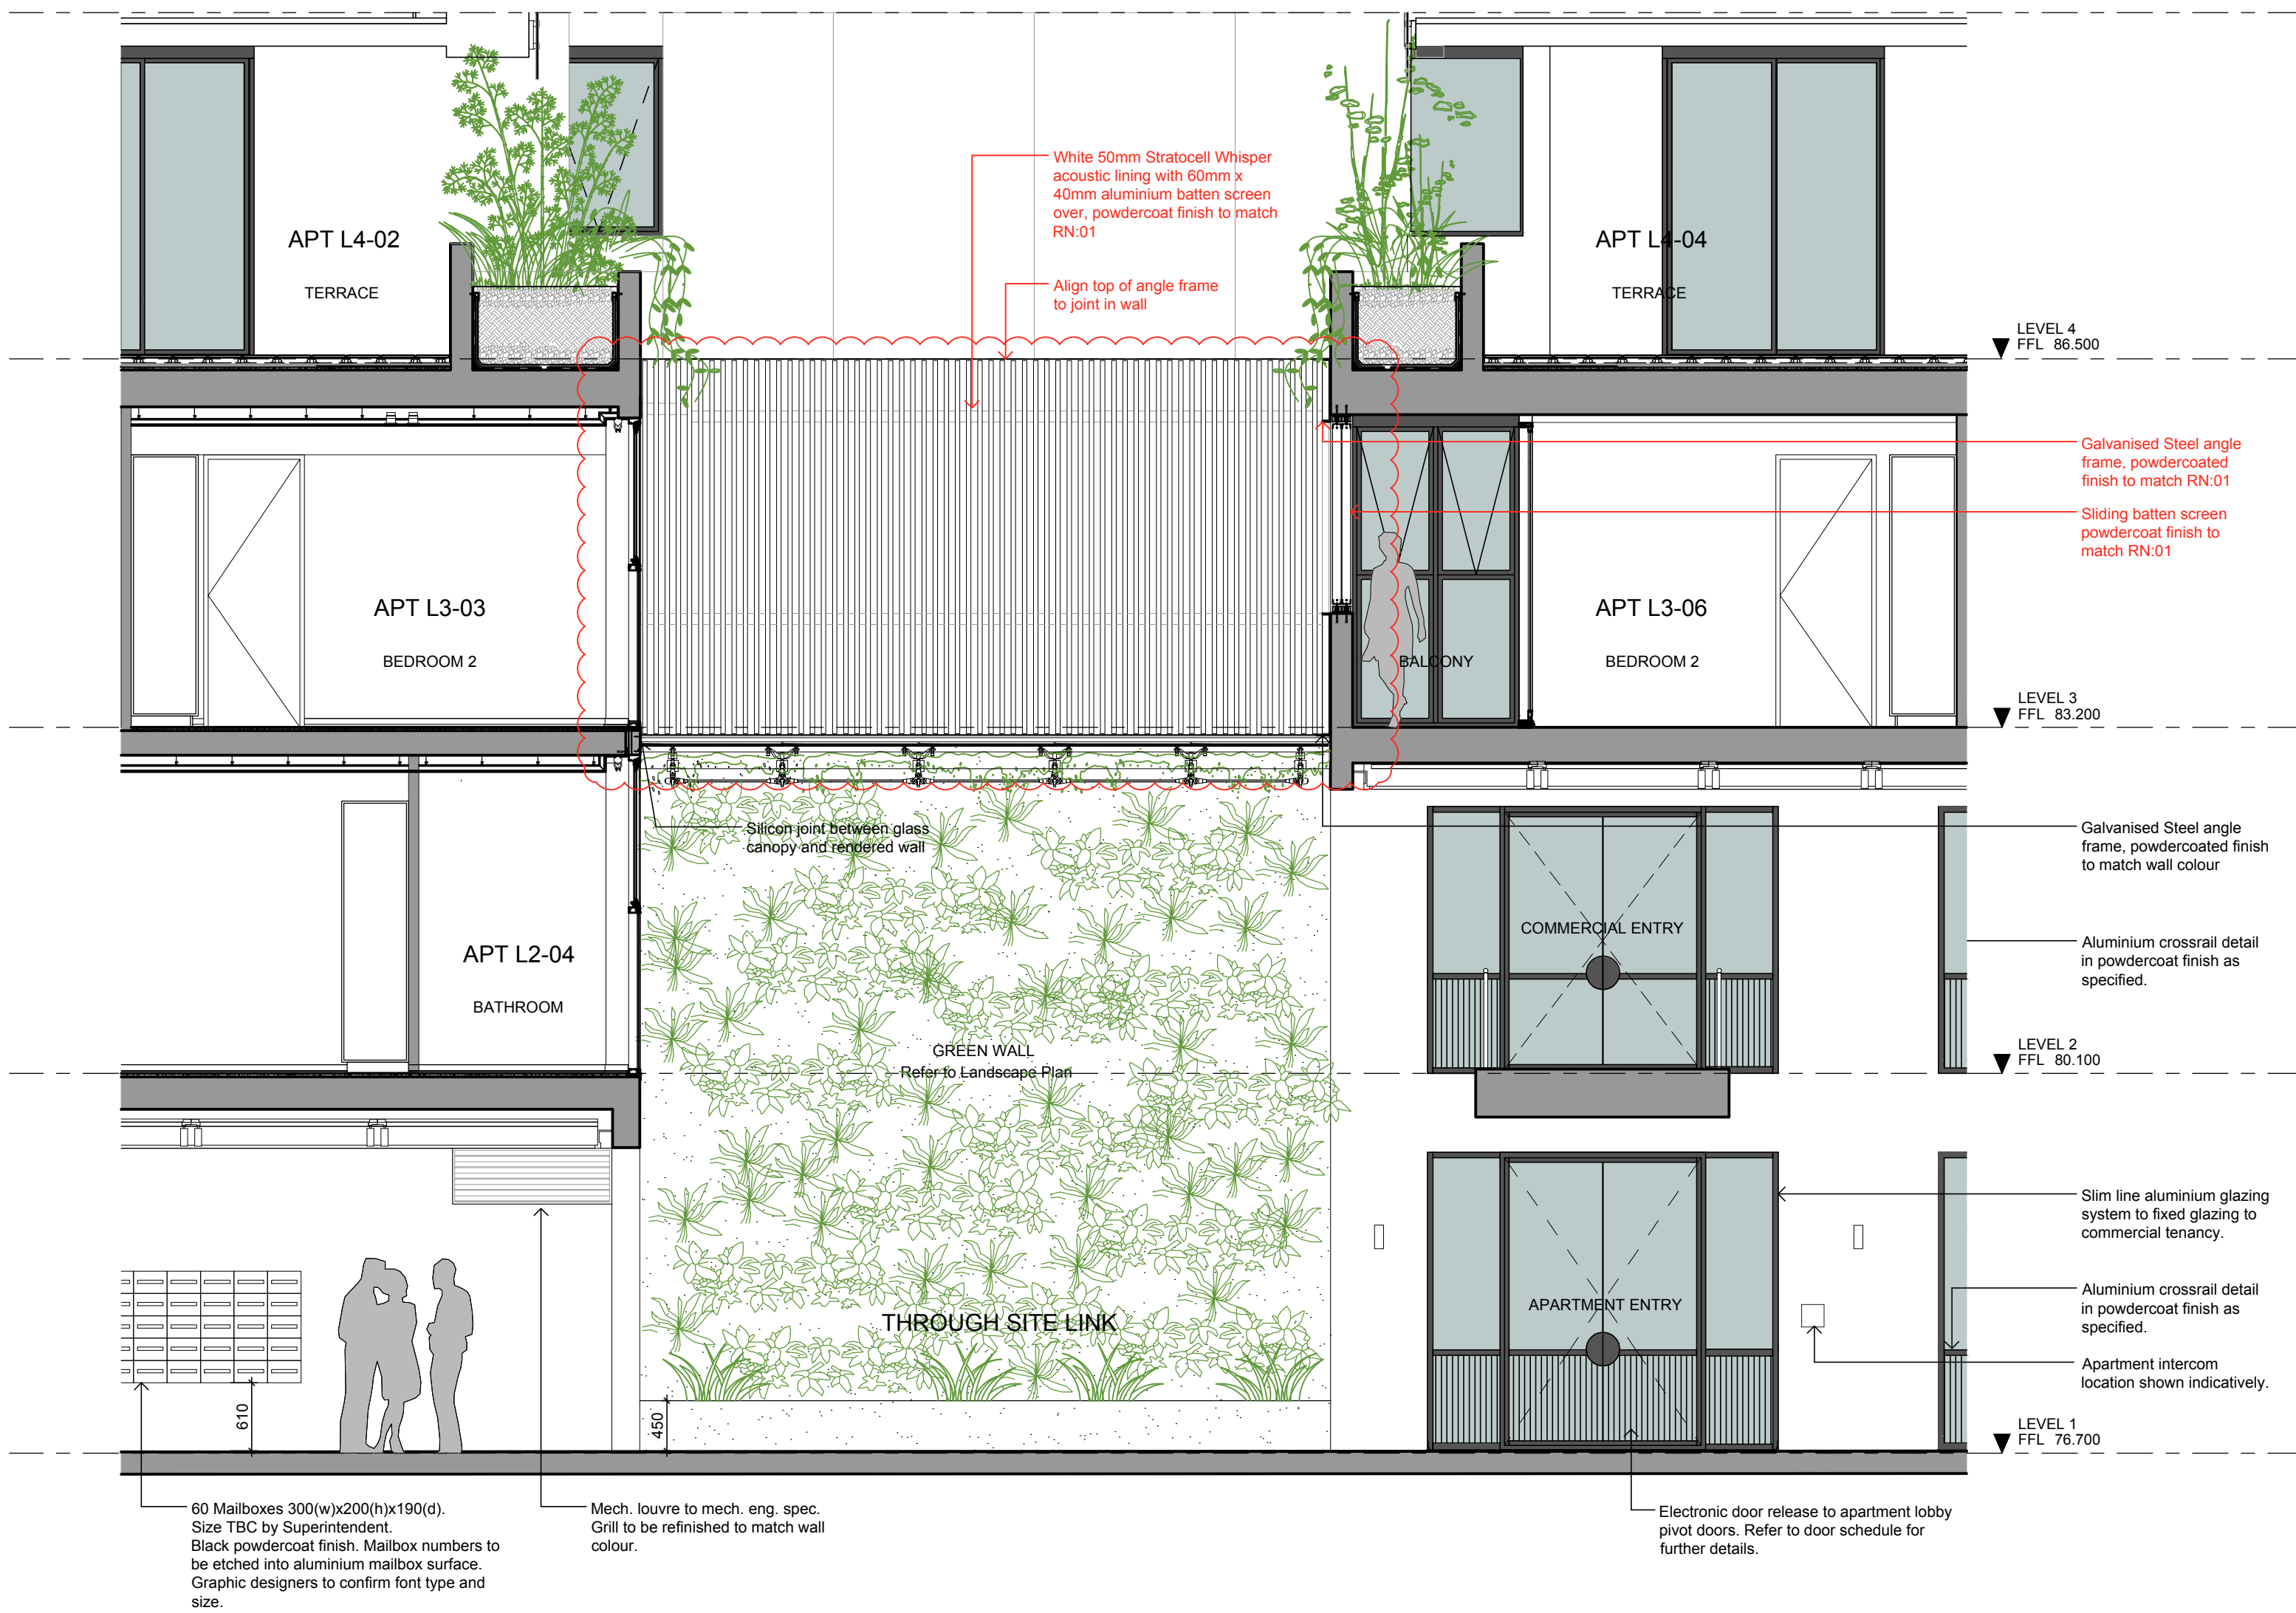 White 50mm Stratocell Whisper
acoustic lining with 60mm x
40mm aluminium batten screen
over, powdercoat finish to match
RN:01
APT L4-02
TERRACE
APT L4-04
TERRACE
Align top of angle frame
to joint in wall
LEVEL 4
FFL 86.500
Galvanised Steel angle
frame, powdercoated
finish to match RN:01
Sliding batten screen
powdercoat finish to
match RN:01
APT L3-03
BEDROOM 2
BALCONY
APT L3-06
BEDROOM 2
LEVEL 3
FFL 83.200
Silicon joint between glass
canopy and rendered wall
Galvanised Steel angle
frame, powdercoated finish
to match wall colour
COMMERCIAL ENTRY
Aluminium crossrail detail
in powdercoat finish as
specified.
APT L2-04
BATHROOM
GREEN WALL
Refer to Landscape Plan
LEVEL 2
FFL 80.100
Slim line aluminium glazing
system to fixed glazing to
commercial tenancy.
THROUGH SITE LINK
APARTMENT ENTRY
Aluminium crossrail detail
in powdercoat finish as
specified.
Apartment intercom
location shown indicatively.
610
450
LEVEL 1
FFL 76.700
60 Mailboxes 300(w)x200(h)x190(d).
Size TBC by Superintendent.
Black powdercoat finish. Mailbox numbers to
be etched into aluminium mailbox surface.
Graphic designers to confirm font type and
size.
Mech. louvre to mech. eng. spec.
Grill to be refinished to match wall
colour.
Electronic door release to apartment lobby
pivot doors. Refer to door schedule for
further details.